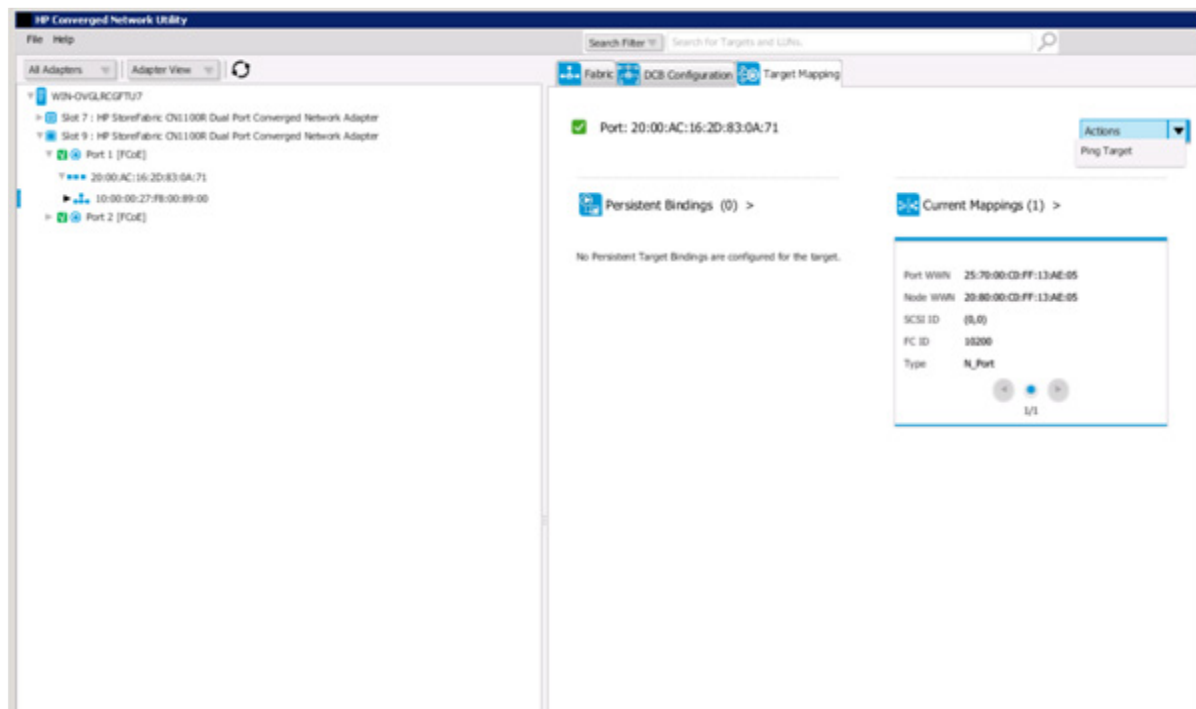 HP Converged Network Utility
File Help
Search Filter Search for Targets and LUNs.
All Adapters Adapter View
Fabric DCB Configuration Target Mapping
WIN-OVGLRCGFTU7
Slot 7 : HP StoreFabric CN1100R Dual Port Converged Network Adapter
Slot 9 : HP StoreFabric CN1100R Dual Port Converged Network Adapter
Port 1 [FCoE]
20:00:AC:16:2D:83:0A:71
10:00:00:27:F8:00:89:00
Port 2 [FCoE]
Port: 20:00:AC:16:2D:83:0A:71
Actions
Ping Target
Persistent Bindings (0) >
No Persistent Target Bindings are configured for the target.
Current Mappings (1) >
Port WWN 25:70:00:C0:FF:13:AE:05
Node WWN 20:80:00:C0:FF:13:AE:05
SCSI ID (0,0)
FC ID 10200
Type N_Port
1/1